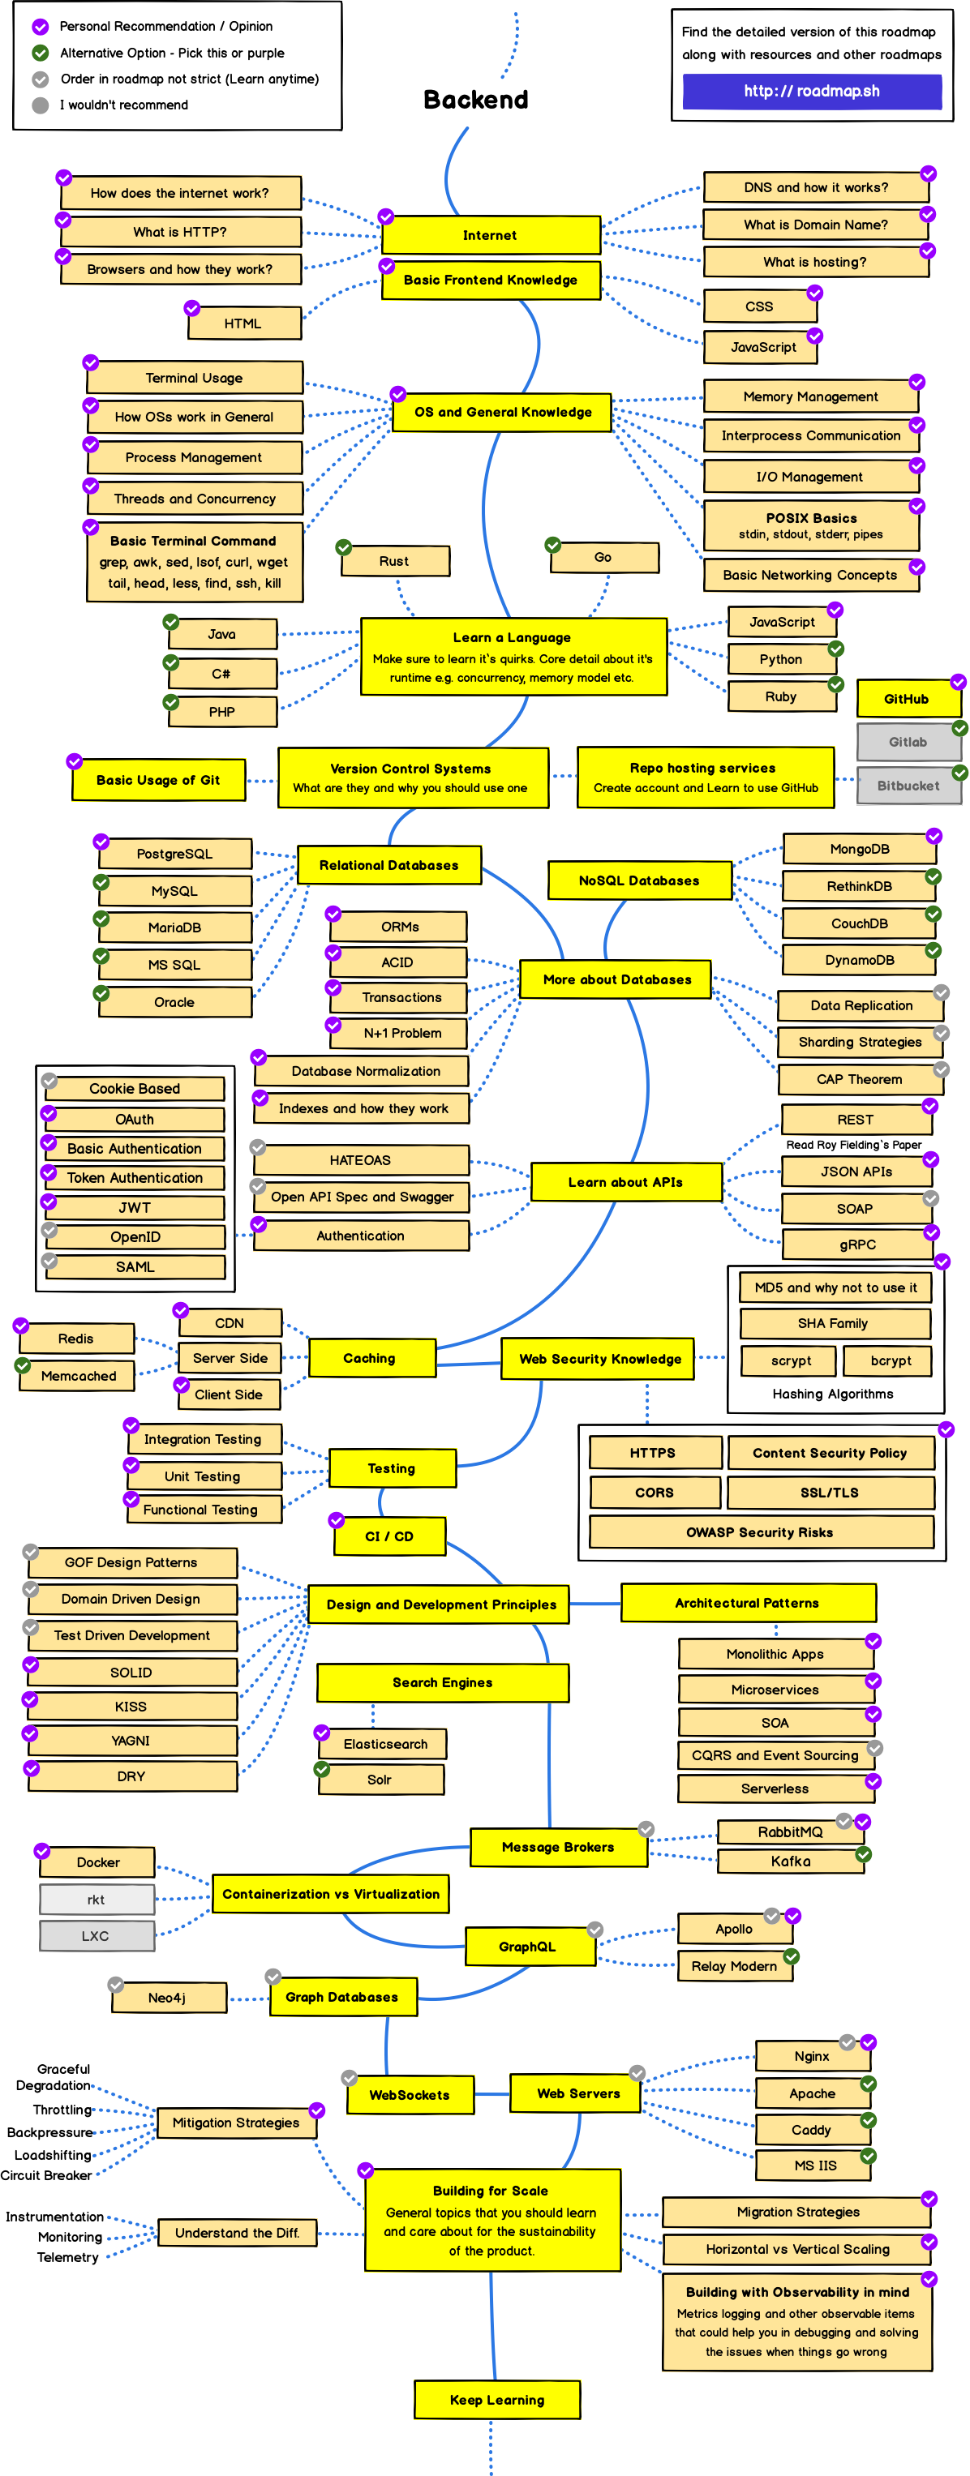 Personal Recommendation / Opinion
Alternative Option - Pick this or purple
Order in roadmap not strict (Learn anytime)
I wouldn't recommend
Find the detailed version of this roadmap
along with resources and other roadmaps
http://roadmap.sh
Backend
How does the internet work?
What is HTTP?
Browsers and how they work?
Internet
DNS and how it works?
What is Domain Name?
What is hosting?
Basic Frontend Knowledge
HTML
CSS
JavaScript
Terminal Usage
How OSs work in General
Process Management
Threads and Concurrency
Basic Terminal Command
grep, awk, sed, lsof, curl, wget
tail, head, less, find, ssh, kill
OS and General Knowledge
Memory Management
Interprocess Communication
I/O Management
POSIX Basics
stdin, stdout, stderr, pipes
Basic Networking Concepts
Rust
Go
Java
C#
PHP
Learn a Language
Make sure to learn it`s quirks. Core detail about it's
runtime e.g. concurrency, memory model etc.
JavaScript
Python
Ruby
GitHub
Gitlab
Bitbucket
Basic Usage of Git
Version Control Systems
What are they and why you should use one
Repo hosting services
Create account and Learn to use GitHub
PostgreSQL
MySQL
MariaDB
MS SQL
Oracle
Relational Databases
NoSQL Databases
MongoDB
RethinkDB
CouchDB
DynamoDB
ORMs
ACID
Transactions
N+1 Problem
Database Normalization
Indexes and how they work
More about Databases
Data Replication
Sharding Strategies
CAP Theorem
Cookie Based
OAuth
Basic Authentication
Token Authentication
JWT
OpenID
SAML
HATEOAS
Open API Spec and Swagger
Authentication
Learn about APIs
REST
Read Roy Fielding`s Paper
JSON APIs
SOAP
gRPC
Redis
Memcached
CDN
Server Side
Client Side
Caching
Web Security Knowledge
MD5 and why not to use it
SHA Family
scrypt
bcrypt
Hashing Algorithms
HTTPS
Content Security Policy
CORS
SSL/TLS
OWASP Security Risks
Integration Testing
Unit Testing
Functional Testing
Testing
CI / CD
GOF Design Patterns
Domain Driven Design
Test Driven Development
SOLID
KISS
YAGNI
DRY
Design and Development Principles
Architectural Patterns
Monolithic Apps
Microservices
SOA
CQRS and Event Sourcing
Serverless
Search Engines
Elasticsearch
Solr
Message Brokers
RabbitMQ
Kafka
Docker
rkt
LXC
Containerization vs Virtualization
GraphQL
Apollo
Relay Modern
Neo4j
Graph Databases
WebSockets
Web Servers
Nginx
Apache
Caddy
MS IIS
Graceful
Degradation
Throttling
Backpressure
Loadshifting
Circuit Breaker
Mitigation Strategies
Instrumentation
Monitoring
Telemetry
Understand the Diff.
Building for Scale
General topics that you should learn
and care about for the sustainability
of the product.
Migration Strategies
Horizontal vs Vertical Scaling
Building with Observability in mind
Metrics logging and other observable items
that could help you in debugging and solving
the issues when things go wrong
Keep Learning